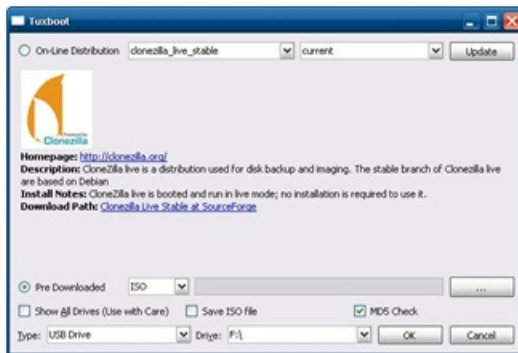 Tuxboot
On-Line Distribution clonezilla_live_stable current Update
Clonezilla
Homepage: http://clonezilla.org/
Description: CloneZilla live is a distribution used for disk backup and imaging. The stable branch of Clonezilla live
are based on Debian
Install Notes: CloneZilla live is booted and run in live mode; no installation is required to use it.
Download Path: Clonezilla Live Stable at SourceForge
Pre Downloaded ISO ...
Show All Drives (Use with Care) Save ISO file MD5 Check
Type: USB Drive Drive: F:\ OK Cancel